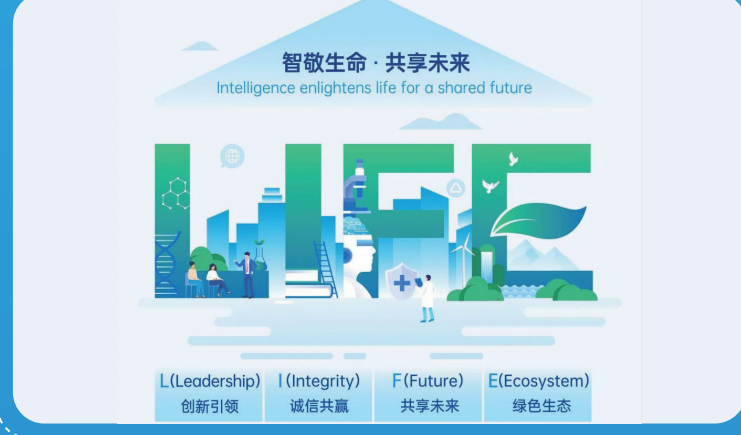 智敬生命 · 共享未来
Intelligence enlightens life for a shared future
LIFE
L(Leadership)
创新引领
I(Integrity)
诚信共赢
F(Future)
共享未来
E(Ecosystem)
绿色生态